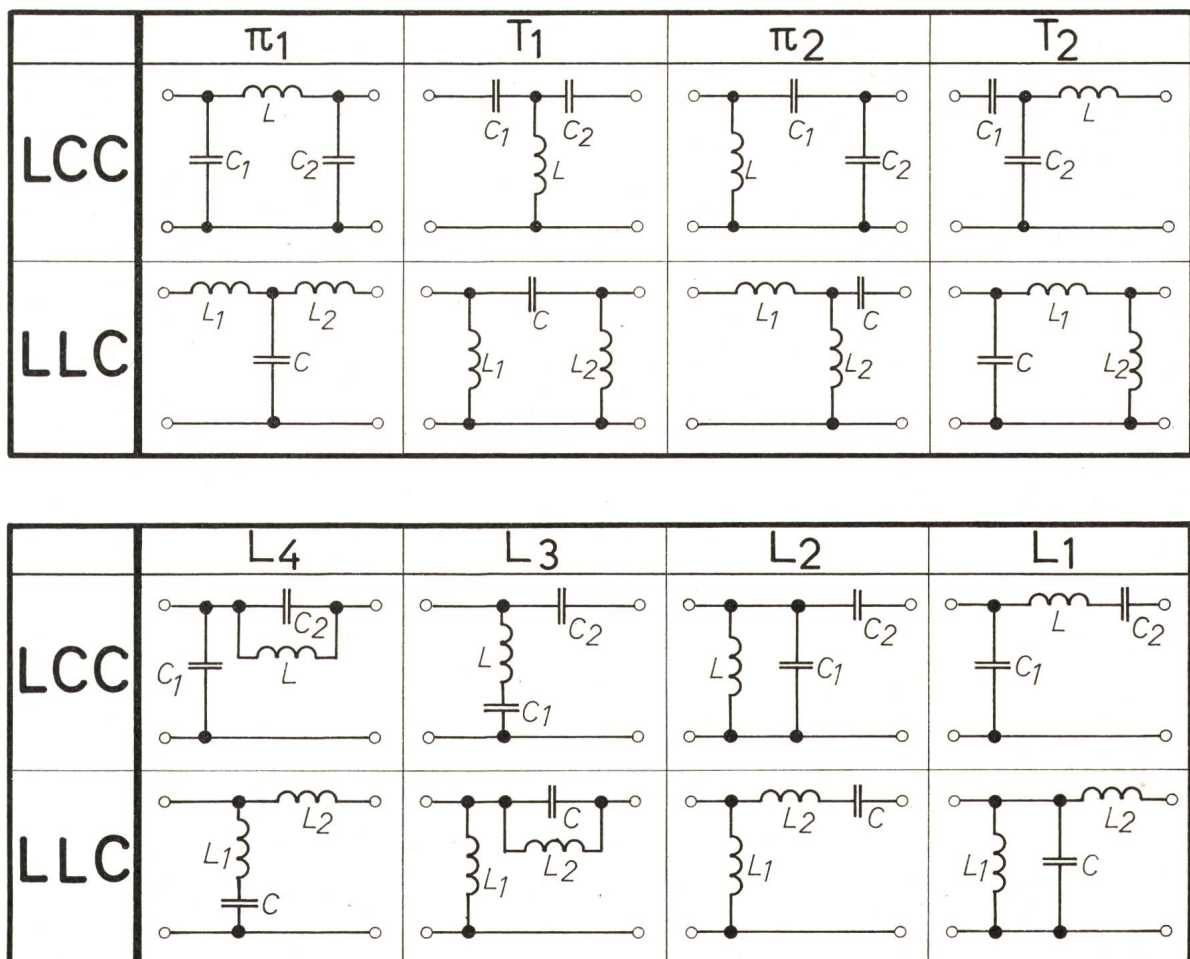 π1 T1 π2 T2
LCC
L C1 C2
C1 C2 L
C1 L C2
C1 L C2
LLC
L1 L2 C
C L1 L2
L1 C L2
L1 C L2
L4 L3 L2 L1
LCC
C2 C1 L
C2 L C1
C2 L C1
L C2 C1
LLC
L2 L1 C
C L2 L1
L2 C L1
L2 L1 C